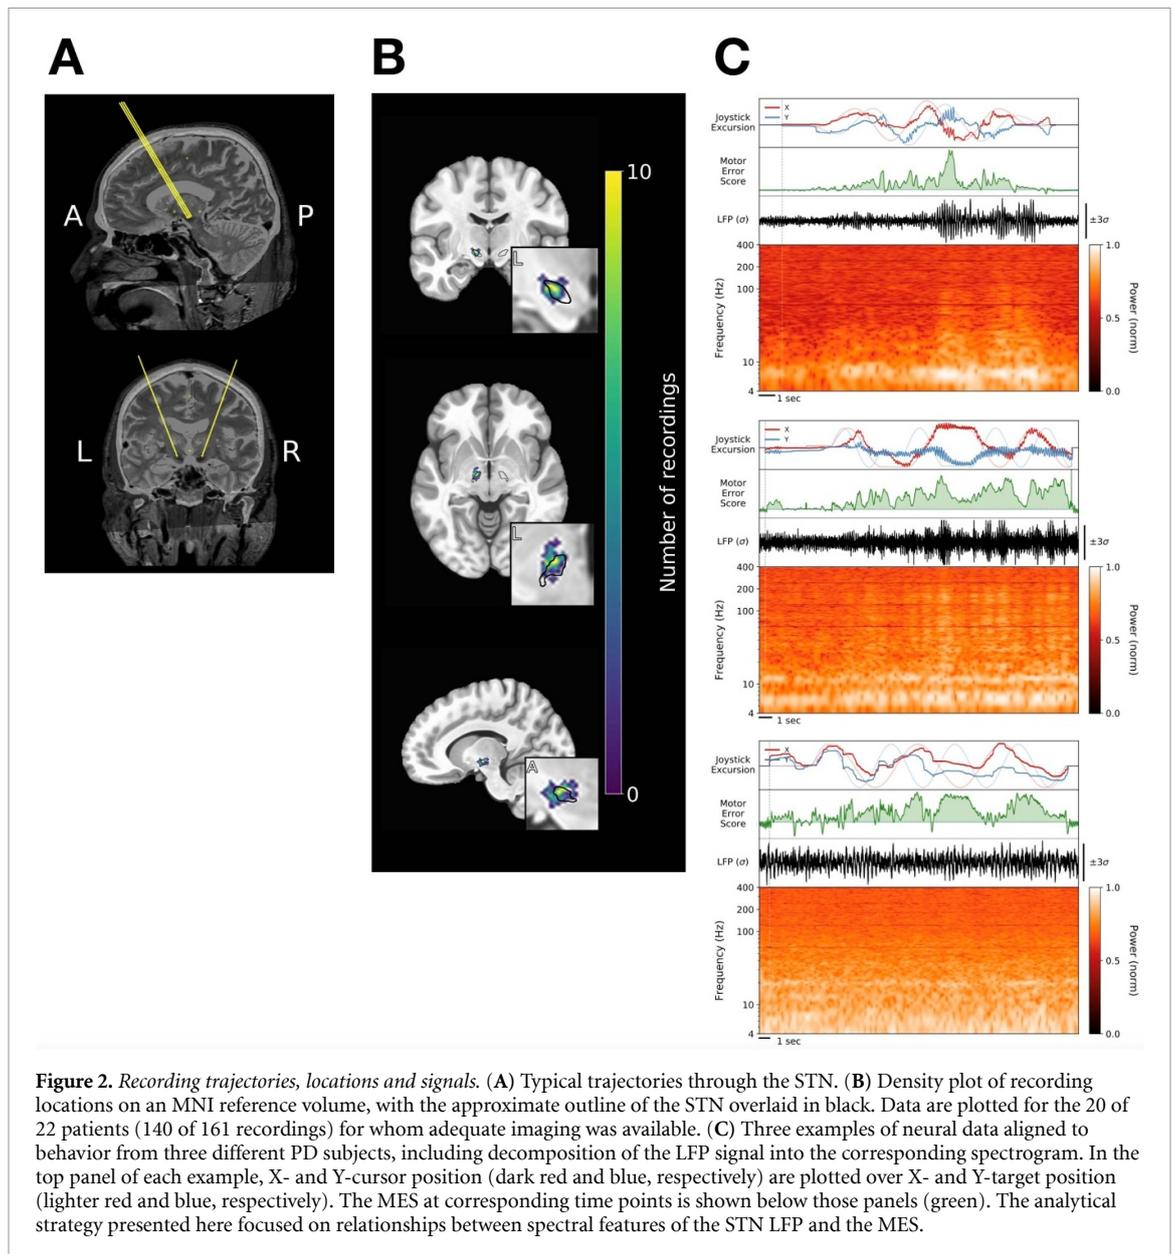 A
B
C
A
P
L
R
L
L
A
10
0
Number of recordings
Joystick
Excursion
X
Y
Motor
Error
Score
LFP (σ)
±3σ
400
200
100
10
4
Frequency (Hz)
1 sec
1.0
0.5
0.0
Power (norm)
Joystick
Excursion
X
Y
Motor
Error
Score
LFP (σ)
±3σ
400
200
100
10
4
Frequency (Hz)
1 sec
1.0
0.5
0.0
Power (norm)
Joystick
Excursion
X
Y
Motor
Error
Score
LFP (σ)
±3σ
400
200
100
10
4
Frequency (Hz)
1 sec
1.0
0.5
0.0
Power (norm)
Figure 2. Recording trajectories, locations and signals. (A) Typical trajectories through the STN. (B) Density plot of recording
locations on an MNI reference volume, with the approximate outline of the STN overlaid in black. Data are plotted for the 20 of
22 patients (140 of 161 recordings) for whom adequate imaging was available. (C) Three examples of neural data aligned to
behavior from three different PD subjects, including decomposition of the LFP signal into the corresponding spectrogram. In the
top panel of each example, X- and Y-cursor position (dark red and blue, respectively) are plotted over X- and Y-target position
(lighter red and blue, respectively). The MES at corresponding time points is shown below those panels (green). The analytical
strategy presented here focused on relationships between spectral features of the STN LFP and the MES.